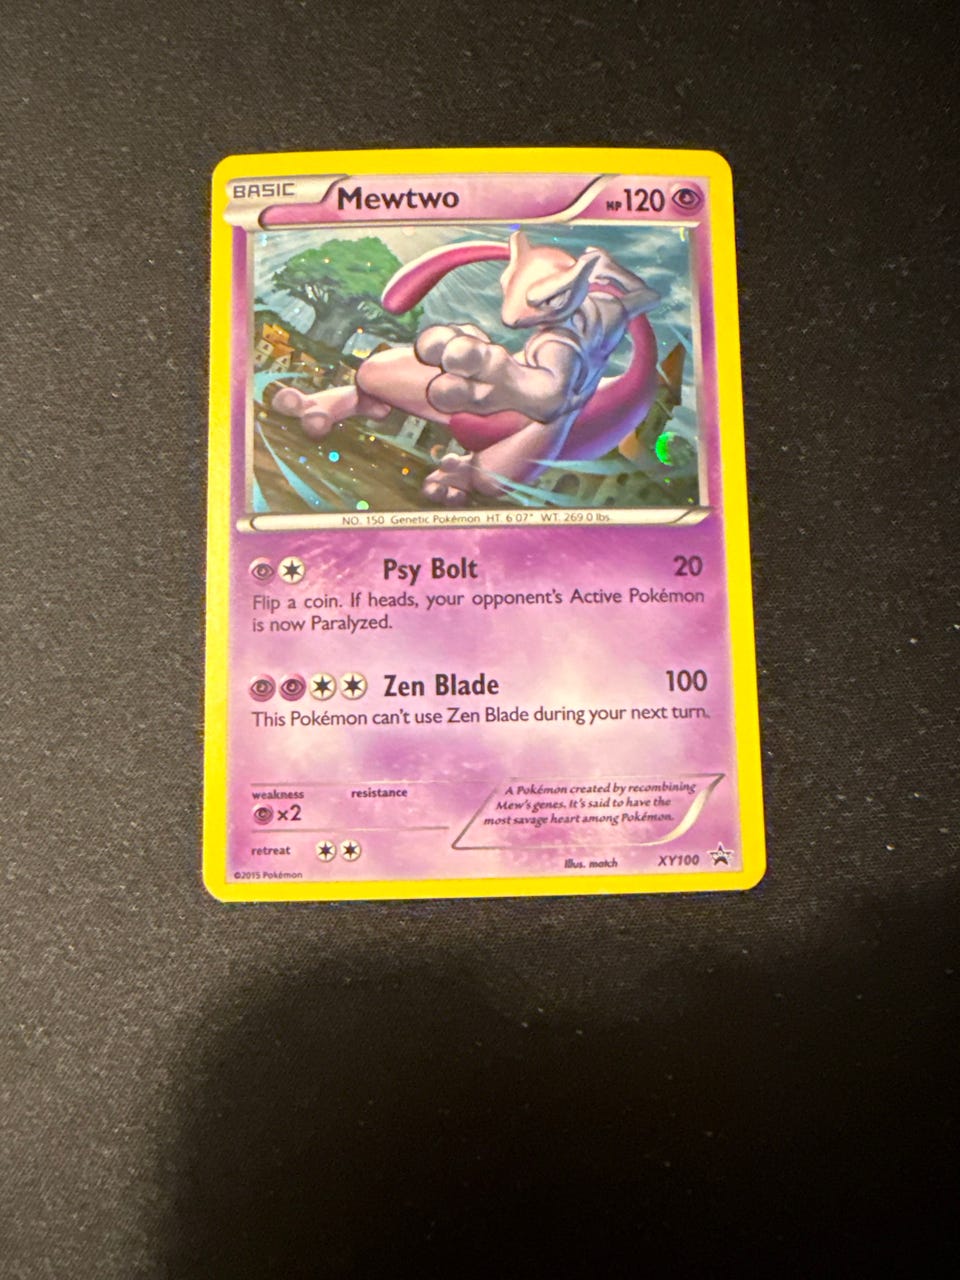 BASIC Mewtwo HP120
NO. 150 Genetic Pokémon HT. 6'07" WT. 269.0 lbs.
Psy Bolt 20
Flip a coin. If heads, your opponent's Active Pokémon
is now Paralyzed.
Zen Blade 100
This Pokémon can't use Zen Blade during your next turn.
weakness resistance
×2
A Pokémon created by recombining
Mew's genes. It's said to have the
most savage heart among Pokémon.
retreat
Illus. match XY100
©2015 Pokémon